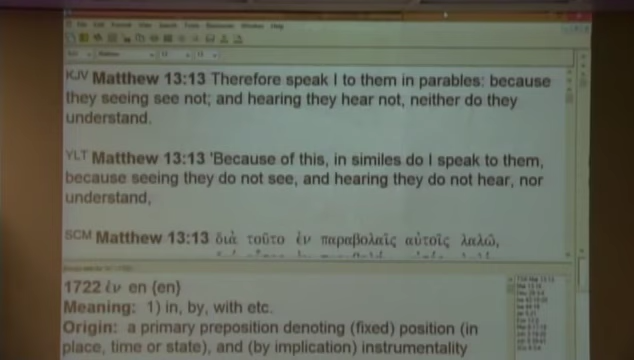 KJV Matthew 13:13 Therefore speak I to them in parables: because
they seeing see not; and hearing they hear not, neither do they
understand.
YLT Matthew 13:13 'Because of this, in similes do I speak to them,
because seeing they do not see, and hearing they do not hear, nor
understand,
SCM Matthew 13:13 διὰ τοῦτο ἐν παραβολαῖς αὐτοῖς λαλῶ,
1722 ἐν en {en}
Meaning: 1) in, by, with etc.
Origin: a primary preposition denoting (fixed) position (in
place, time or state), and (by implication) instrumentality